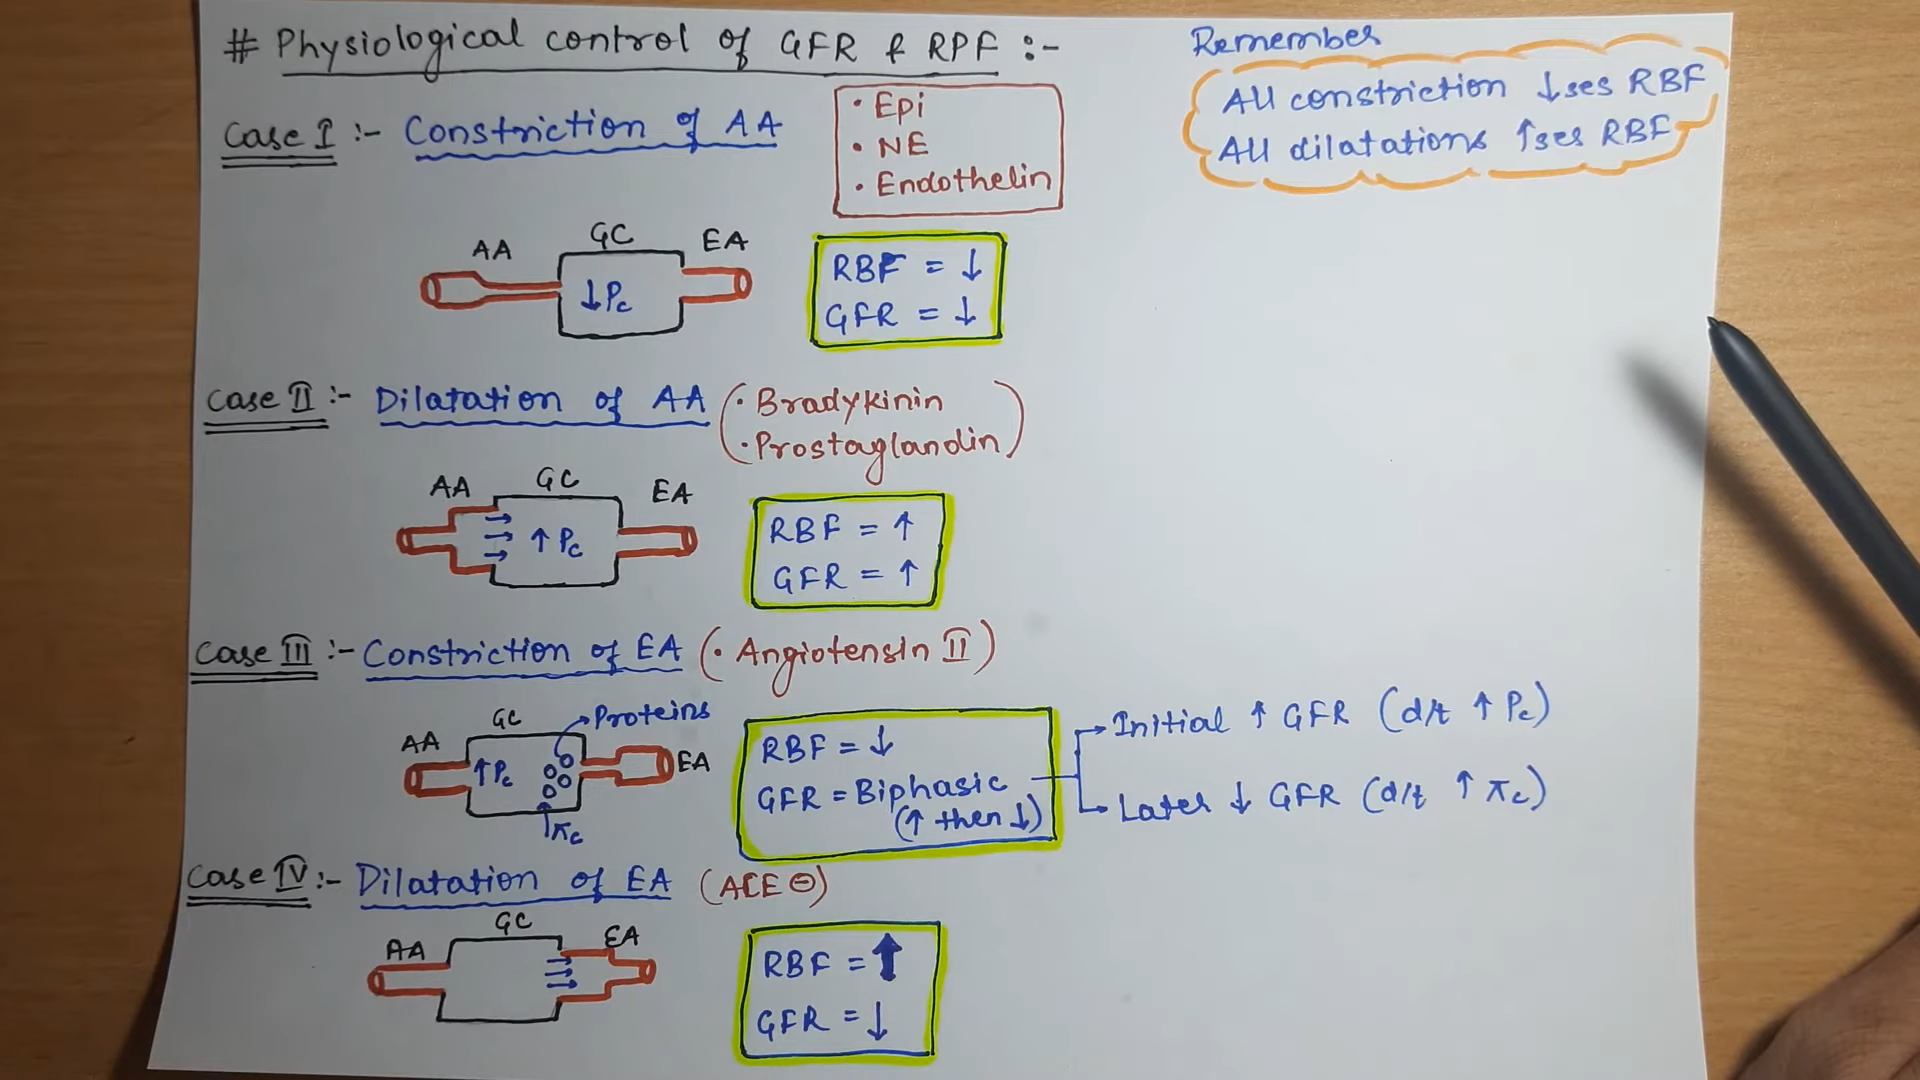 # Physiological control of GFR & RPF :-
Remember
All constriction ↓ses RBF
All dilatations ↑ses RBF
Case I :- Constriction of AA
• Epi
• NE
• Endothelin
AA GC EA
↓Pc
RBF = ↓
GFR = ↓
Case II :- Dilatation of AA (• Bradykinin
• Prostaglandin)
AA GC EA
↑ Pc
RBF = ↑
GFR = ↑
Case III :- Constriction of EA (• Angiotensin II)
GC Proteins
AA ↑Pc EA
↑πc
RBF = ↓
GFR = Biphasic
(↑ then ↓)
Initial ↑ GFR (d/t ↑ Pc)
Later ↓ GFR (d/t ↑ πc)
Case IV :- Dilatation of EA (ACE ⊖)
AA GC EA
RBF = ↑
GFR = ↓